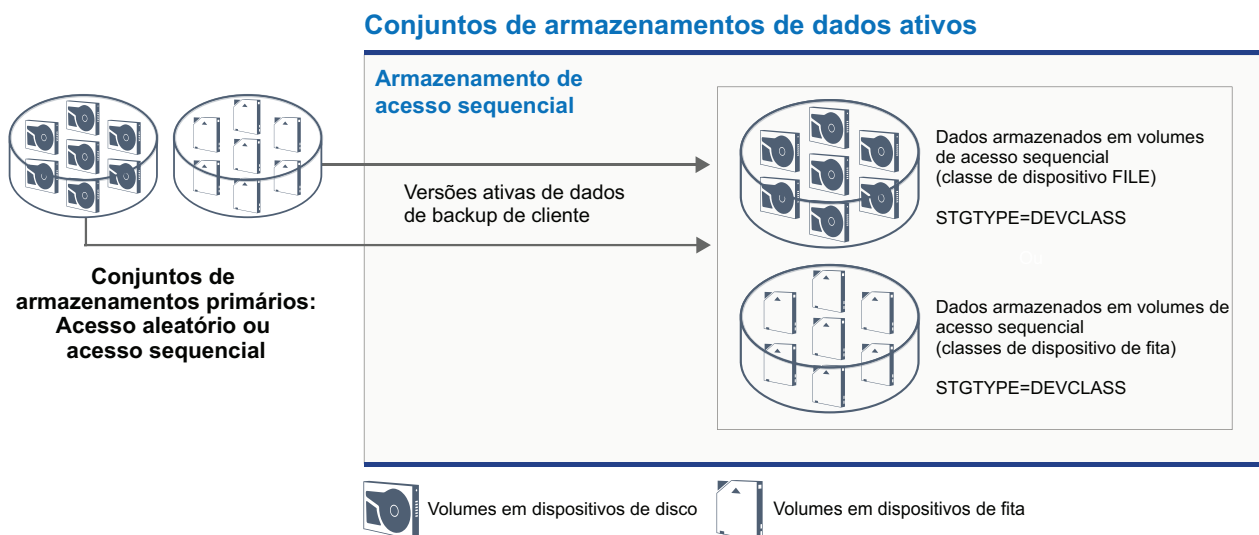 Conjuntos de armazenamentos de dados ativos
Armazenamento de
acesso sequencial
Dados armazenados em volumes
de acesso sequencial
(classe de dispositivo FILE)
STGTYPE=DEVCLASS
Versões ativas de dados
de backup de cliente
Ou
Conjuntos de
armazenamentos primários:
Acesso aleatório ou
acesso sequencial
Dados armazenados em volumes de
acesso sequencial
(classes de dispositivo de fita)
STGTYPE=DEVCLASS
Volumes em dispositivos de disco
Volumes em dispositivos de fita